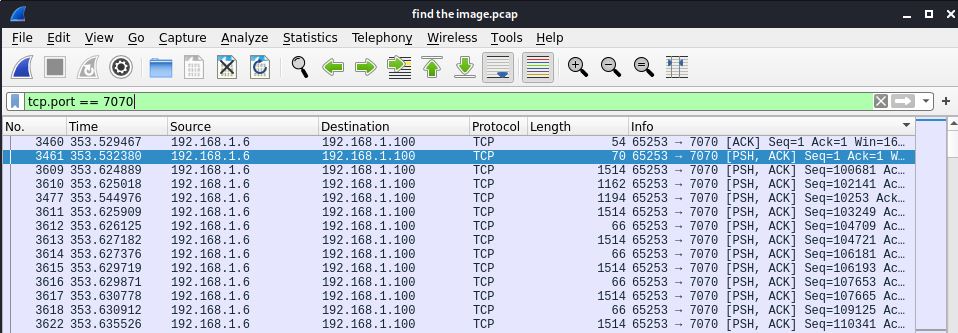 find the image.pcap
File Edit View Go Capture Analyze Statistics Telephony Wireless Tools Help
tcp.port == 7070
No. Time Source Destination Protocol Length Info
3460 353.529467 192.168.1.6 192.168.1.100 TCP 54 65253 → 7070 [ACK] Seq=1 Ack=1 Win=16…
3461 353.532380 192.168.1.6 192.168.1.100 TCP 70 65253 → 7070 [PSH, ACK] Seq=1 Ack=1 W…
3609 353.624889 192.168.1.6 192.168.1.100 TCP 1514 65253 → 7070 [PSH, ACK] Seq=100681 Ac…
3610 353.625018 192.168.1.6 192.168.1.100 TCP 1162 65253 → 7070 [PSH, ACK] Seq=102141 Ac…
3477 353.544976 192.168.1.6 192.168.1.100 TCP 1194 65253 → 7070 [PSH, ACK] Seq=10253 Ack…
3611 353.625909 192.168.1.6 192.168.1.100 TCP 1514 65253 → 7070 [PSH, ACK] Seq=103249 Ac…
3612 353.626125 192.168.1.6 192.168.1.100 TCP 66 65253 → 7070 [PSH, ACK] Seq=104709 Ac…
3613 353.627182 192.168.1.6 192.168.1.100 TCP 1514 65253 → 7070 [PSH, ACK] Seq=104721 Ac…
3614 353.627376 192.168.1.6 192.168.1.100 TCP 66 65253 → 7070 [PSH, ACK] Seq=106181 Ac…
3615 353.629719 192.168.1.6 192.168.1.100 TCP 1514 65253 → 7070 [PSH, ACK] Seq=106193 Ac…
3616 353.629871 192.168.1.6 192.168.1.100 TCP 66 65253 → 7070 [PSH, ACK] Seq=107653 Ac…
3617 353.630778 192.168.1.6 192.168.1.100 TCP 1514 65253 → 7070 [PSH, ACK] Seq=107665 Ac…
3618 353.630912 192.168.1.6 192.168.1.100 TCP 66 65253 → 7070 [PSH, ACK] Seq=109125 Ac…
3622 353.635526 192.168.1.6 192.168.1.100 TCP 1514 65253 → 7070 [PSH, ACK] Seq=110341 Ac…